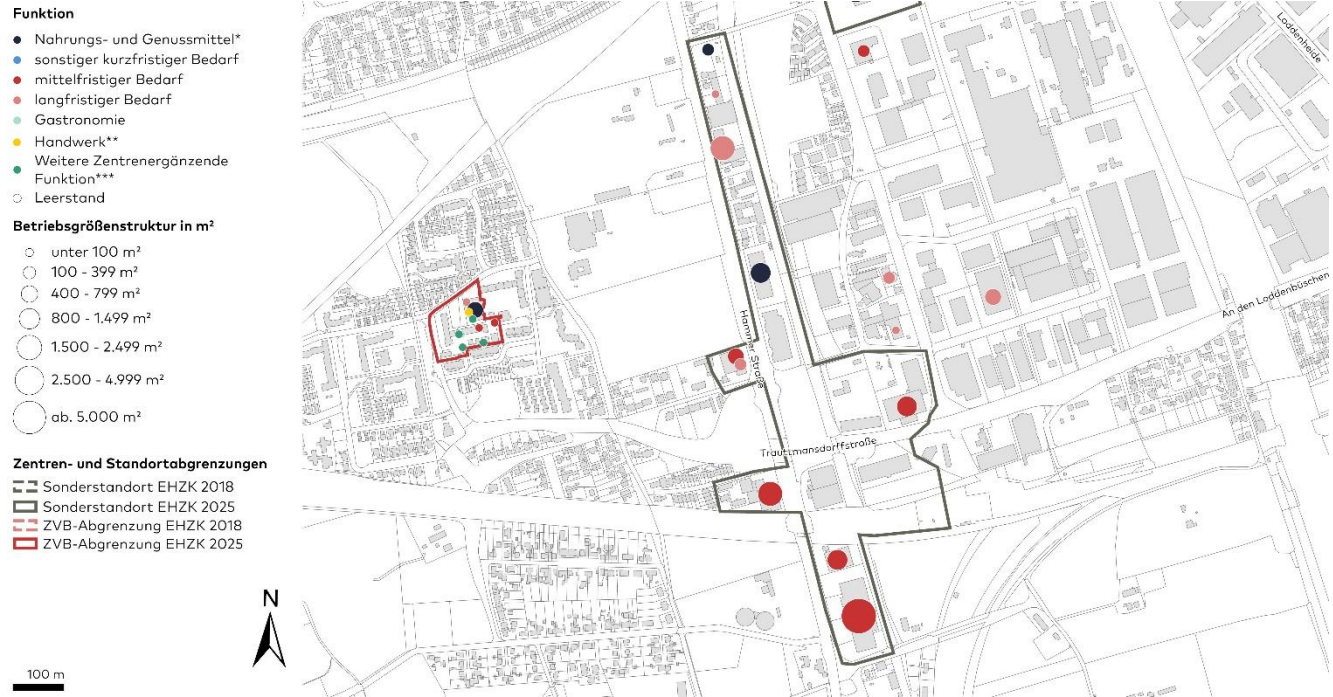 Funktion
Nahrungs- und Genussmittel*
sonstiger kurzfristiger Bedarf
mittelfristiger Bedarf
langfristiger Bedarf
Gastronomie
Handwerk**
Weitere Zentrenergänzende
Funktion***
Leerstand
Betriebsgrößenstruktur in m²
unter 100 m²
100 - 399 m²
400 - 799 m²
800 - 1.499 m²
1.500 - 2.499 m²
2.500 - 4.999 m²
ab. 5.000 m²
Zentren- und Standortabgrenzungen
Sonderstandort EHZK 2018
Sonderstandort EHZK 2025
ZVB-Abgrenzung EHZK 2018
ZVB-Abgrenzung EHZK 2025
N
100 m
Loddenheide
An den Loddenbüschen
Hammer Straße
Trauttmansdorffstraße